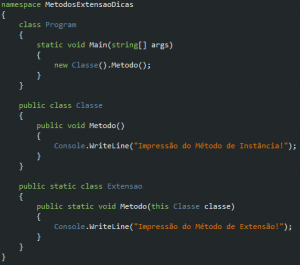 namespace MetodosExtensaoDicas
{
class Program
{
static void Main(string[] args)
{
new Classe().Metodo();
}
}
public class Classe
{
public void Metodo()
{
Console.WriteLine("Impressão do Método de Instância!");
}
}
public static class Extensao
{
public static void Metodo(this Classe classe)
{
Console.WriteLine("Impressão do Método de Extensão!");
}
}
}